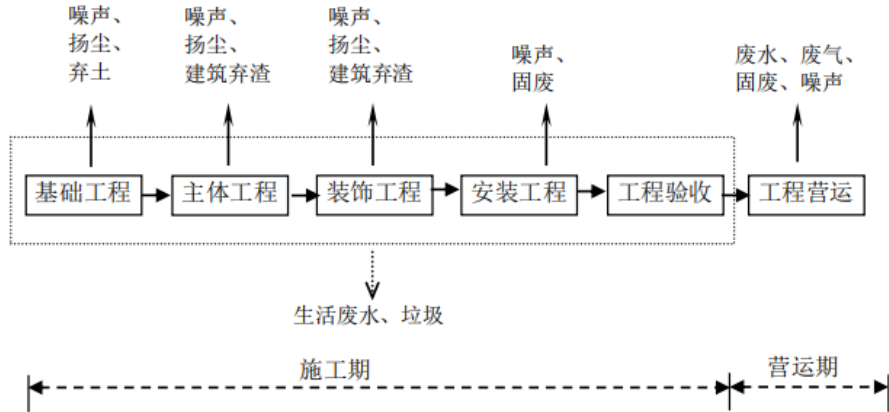 噪声、
扬尘、
弃土
噪声、
扬尘、
建筑弃渣
噪声、
扬尘、
建筑弃渣
噪声、
固废
废水、废气、
固废、噪声
基础工程
主体工程
装饰工程
安装工程
工程验收
工程营运
生活废水、垃圾
施工期
营运期